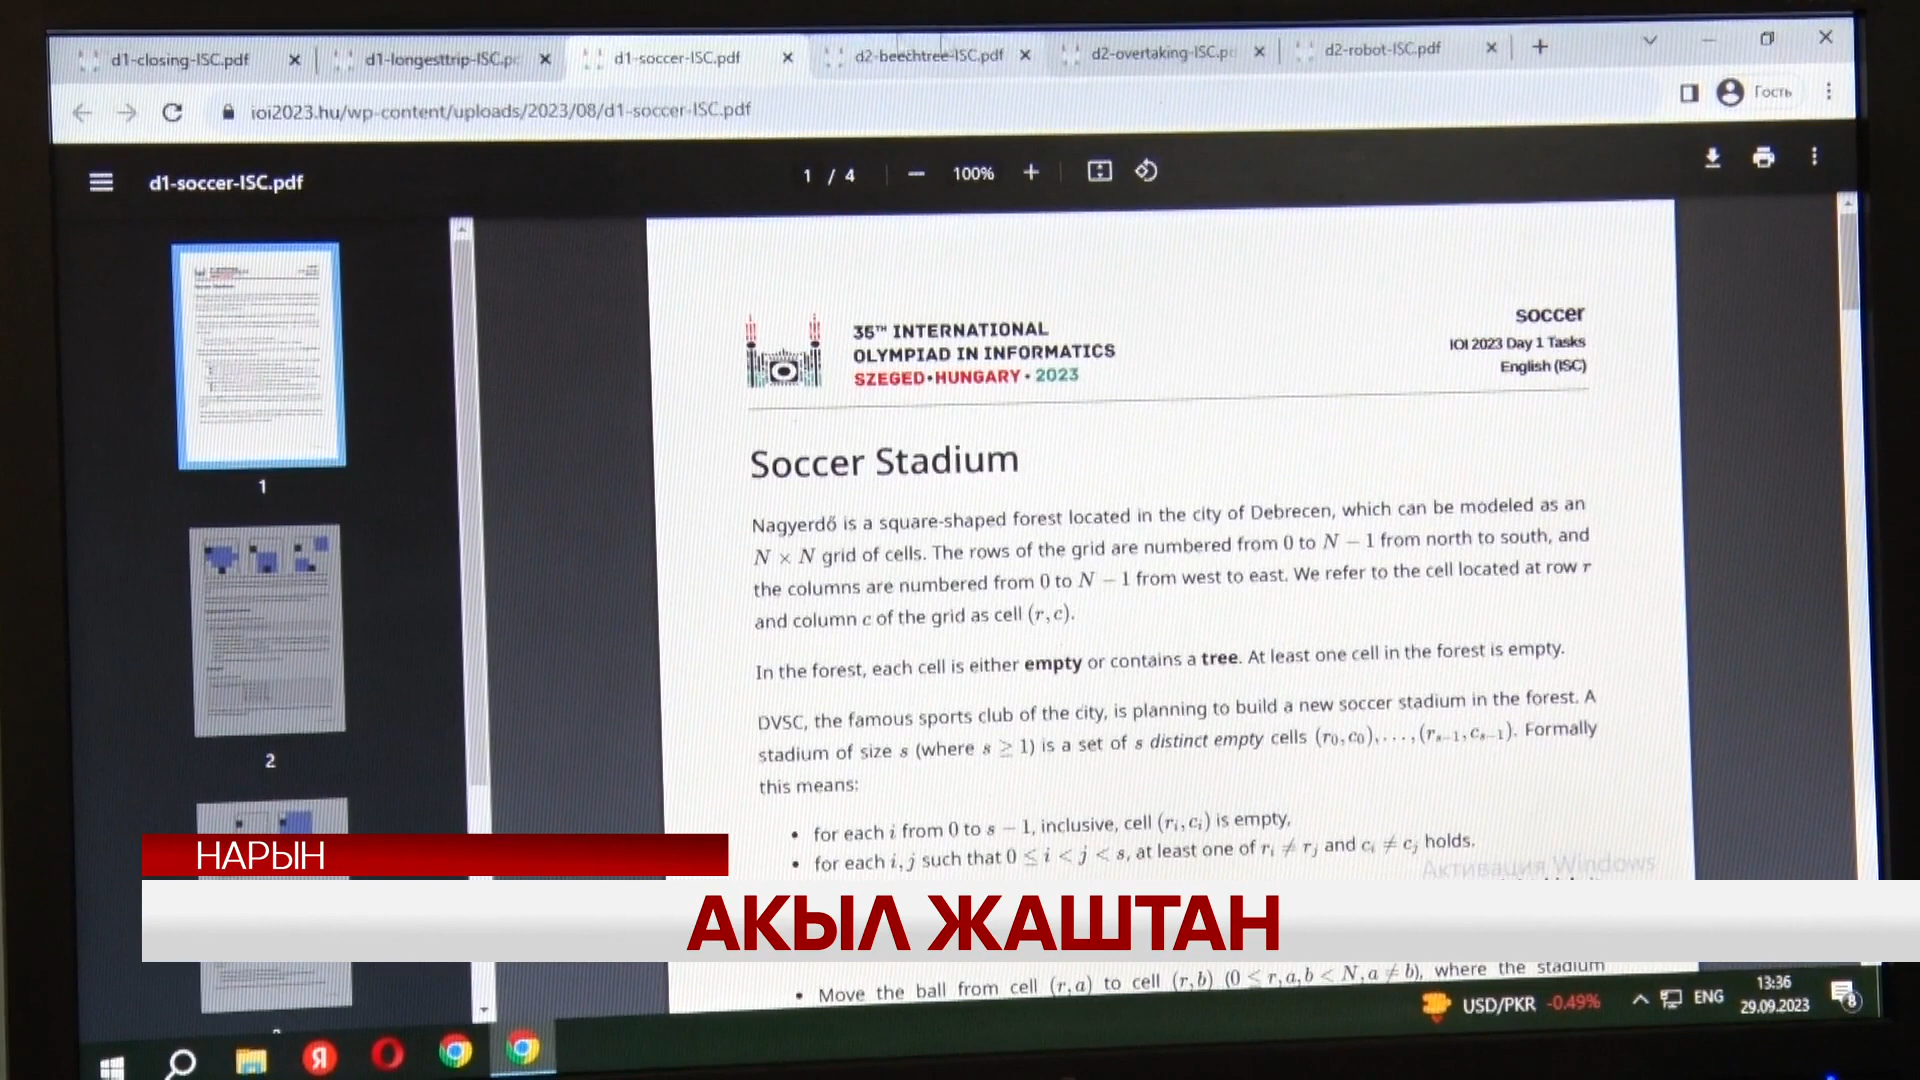 d1-closing-ISC.pdf
d1-longesttrip-ISC.pd
d1-soccer-ISC.pdf
d2-beechtree-ISC.pdf
d2-overtaking-ISC.pd
d2-robot-ISC.pdf
ioi2023.hu/wp-content/uploads/2023/08/d1-soccer-ISC.pdf
Гость
d1-soccer-ISC.pdf
1 / 4
100%
35TH INTERNATIONAL
OLYMPIAD IN INFORMATICS
SZEGED•HUNGARY • 2023
soccer
IOI 2023 Day 1 Tasks
English (ISC)
Soccer Stadium
Nagyerdő is a square-shaped forest located in the city of Debrecen, which can be modeled as an
N × N grid of cells. The rows of the grid are numbered from 0 to N − 1 from north to south, and
the columns are numbered from 0 to N − 1 from west to east. We refer to the cell located at row r
and column c of the grid as cell (r, c).
In the forest, each cell is either empty or contains a tree. At least one cell in the forest is empty.
DVSC, the famous sports club of the city, is planning to build a new soccer stadium in the forest. A
stadium of size s (where s ≥ 1) is a set of s distinct empty cells (r₀, c₀), . . . , (rₛ₋₁, cₛ₋₁). Formally
this means:
• for each i from 0 to s − 1, inclusive, cell (rᵢ, cᵢ) is empty,
• for each i, j such that 0 ≤ i < j < s, at least one of rᵢ ≠ rⱼ and cᵢ ≠ cⱼ holds.
Активация Windows
1
2
НАРЫН
АКЫЛ ЖАШТАН
• Move the ball from cell (r, a) to cell (r, b) (0 ≤ r, a, b < N, a ≠ b), where the stadium
USD/PKR -0.49%
ENG
13:36
29.09.2023
8
Я